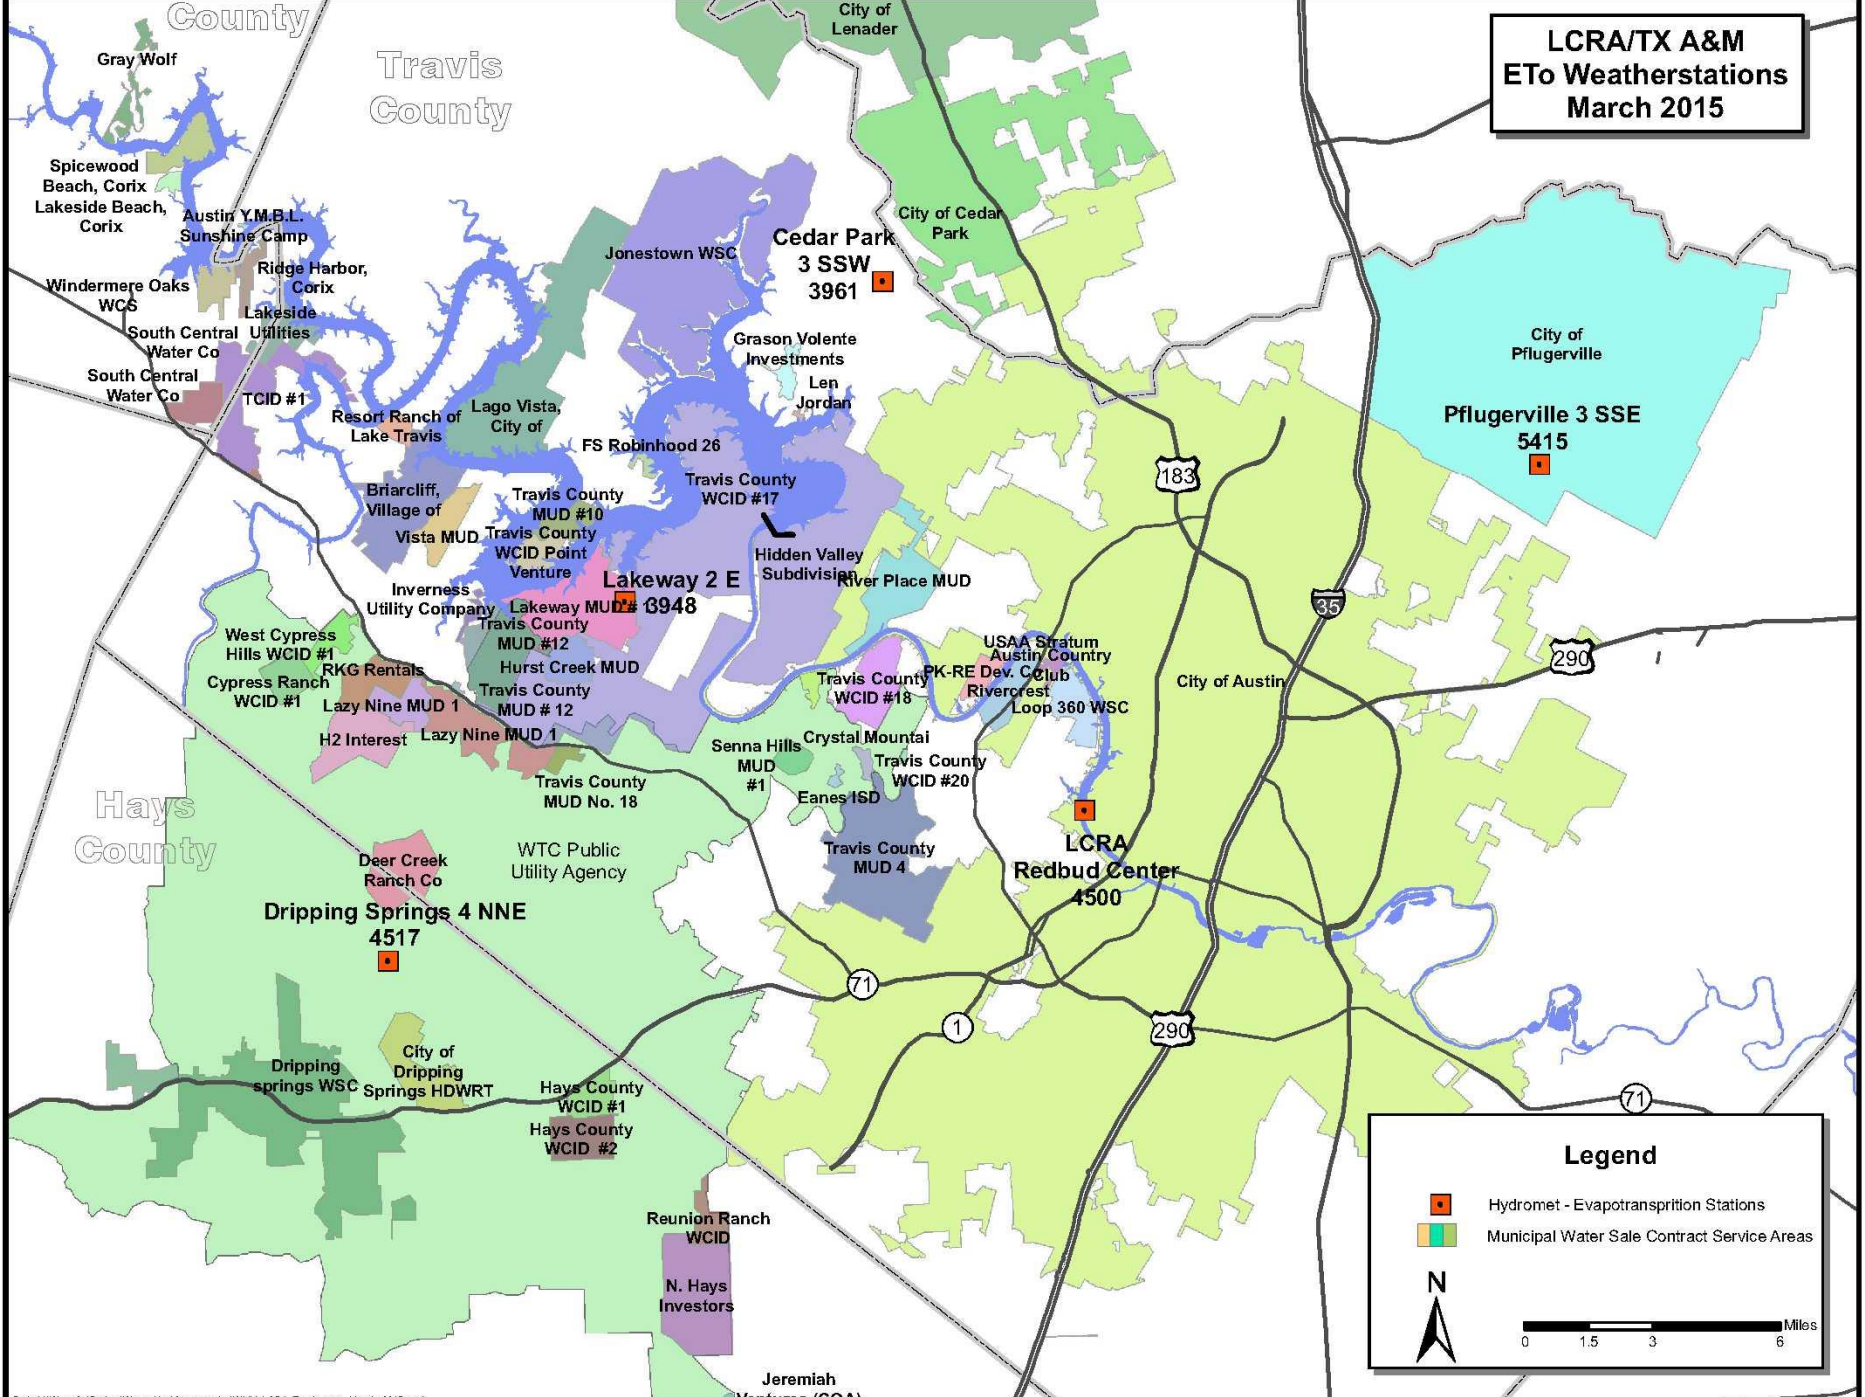 County
Travis
County
Hays
County
LCRA/TX A&M
ETo Weatherstations
March 2015
City of
Lenader
Gray Wolf
Spicewood
Beach, Corix
Lakeside Beach,
Corix
Austin Y.M.B.L.
Sunshine Camp
Ridge Harbor,
Corix
Windermere Oaks
WCS
Lakeside
Utilities
South Central
Water Co
South Central
Water Co
TCID #1
Resort Ranch of
Lake Travis
Lago Vista,
City of
Jonestown WSC
Cedar Park
3 SSW
3961
City of Cedar
Park
Grason Volente
Investments
Len
Jordan
FS Robinhood 26
City of
Pflugerville
Pflugerville 3 SSE
5415
Briarcliff,
Village of
Vista MUD
Travis County
MUD #10
Travis County
WCID Point
Venture
Travis County
WCID #17
Hidden Valley
Subdivision
River Place MUD
Lakeway 2 E
3948
Inverness
Utility Company
Lakeway MUD #
Travis County
MUD #12
Hurst Creek MUD
Travis County
MUD # 12
West Cypress
Hills WCID #1
RKG Rentals
Cypress Ranch
WCID #1
Lazy Nine MUD 1
H2 Interest
Lazy Nine MUD 1
Travis County
MUD No. 18
USAA Stratum
Austin Country
Club
PK-RE Dev. Co
Rivercrest
Loop 360 WSC
Travis County
WCID #18
City of Austin
Crystal Mountai
Senna Hills
MUD
#1
Travis County
WCID #20
Eanes ISD
Travis County
MUD 4
LCRA
Redbud Center
4500
WTC Public
Utility Agency
Deer Creek
Ranch Co
Dripping Springs 4 NNE
4517
Dripping
springs WSC
City of
Dripping
Springs HDWRT
Hays County
WCID #1
Hays County
WCID #2
Reunion Ranch
WCID
N. Hays
Investors
Jeremiah
183
35
290
71
1
290
71
Legend
Hydromet - Evapotransprition Stations
Municipal Water Sale Contract Service Areas
N
Miles
0 1.5 3 6